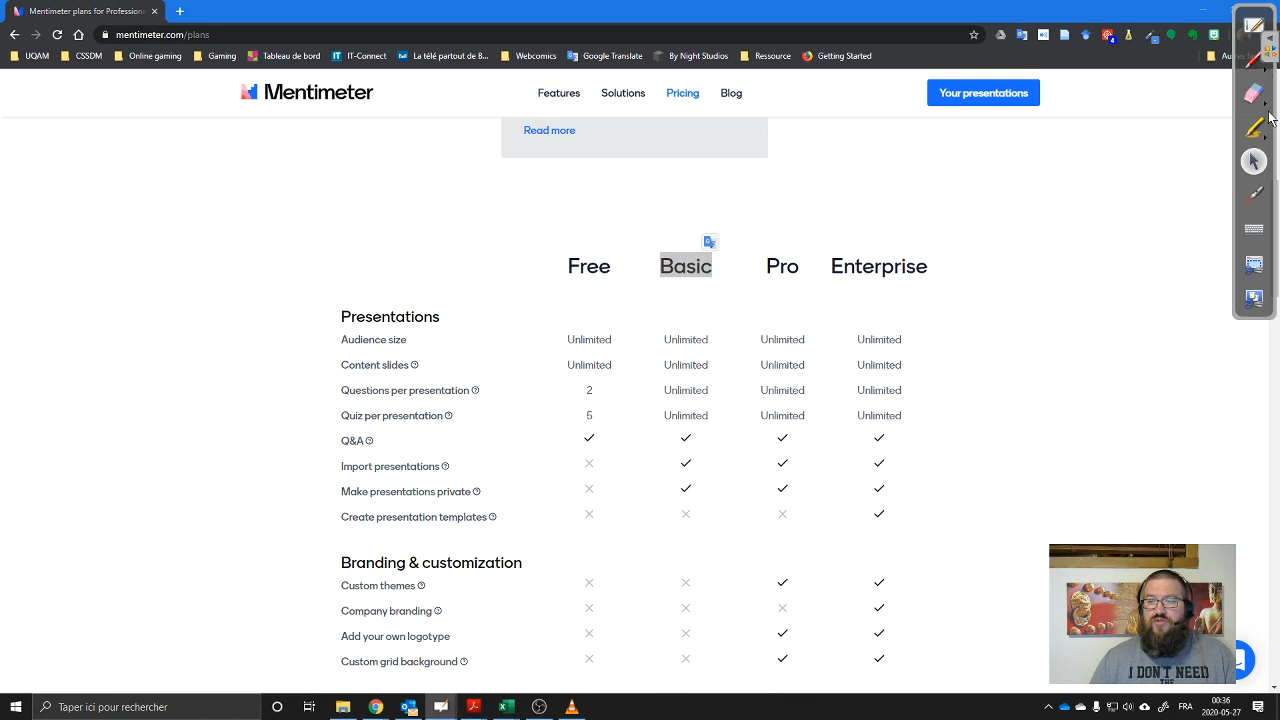 Mentimeter plans for Professional
mentimeter.com/plans
UQAM CSSDM Online gaming Gaming Tableau de bord IT-Connect La télé partout de B... Webcomics Google Translate By Night Studios Ressource Getting Started
Mentimeter Features Solutions Pricing Blog Your presentations
Read more
Free Basic Pro Enterprise
Presentations
Audience size Unlimited Unlimited Unlimited Unlimited
Content slides Unlimited Unlimited Unlimited Unlimited
Questions per presentation 2 Unlimited Unlimited Unlimited
Quiz per presentation 5 Unlimited Unlimited Unlimited
Q&A
Import presentations
Make presentations private
Create presentation templates
Branding & customization
Custom themes
Company branding
Add your own logotype
Custom grid background
I DON'T NEED
THE
Taper ici pour rechercher
FRA
00:36
2020-05-27